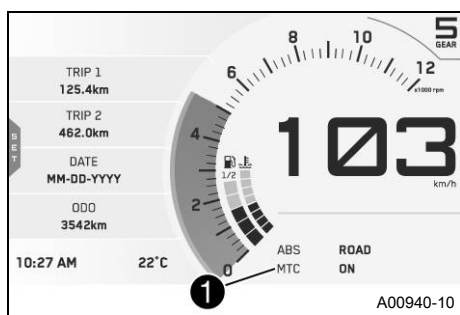 5
GEAR
8
10
6
12
x1000 rpm
TRIP 1
125.4km
4
TRIP 2
462.0km
103
1/2
SET
DATE
MM-DD-YYYY
km/h
2
ODO
3542km
ABS ROAD
10:27 AM 22°C
0
MTC ON
1
A00940-10